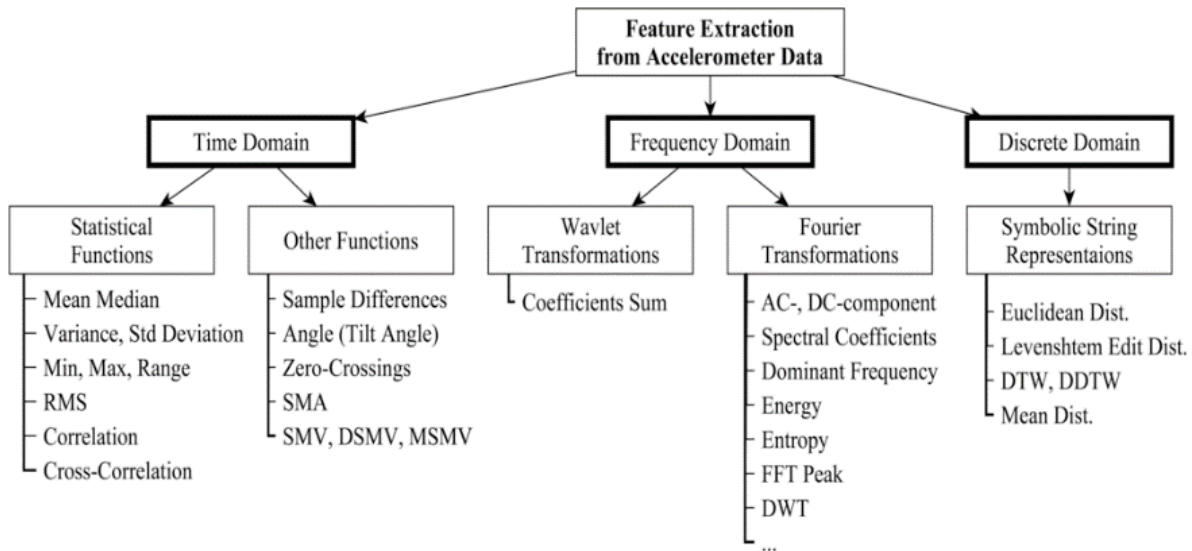 Feature Extraction
from Accelerometer Data
Time Domain
Frequency Domain
Discrete Domain
Statistical
Functions
Other Functions
Wavlet
Transformations
Fourier
Transformations
Symbolic String
Representaions
Mean Median
Variance, Std Deviation
Min, Max, Range
RMS
Correlation
Cross-Correlation
Sample Differences
Angle (Tilt Angle)
Zero-Crossings
SMA
SMV, DSMV, MSMV
Coefficients Sum
AC-, DC-component
Spectral Coefficients
Dominant Frequency
Energy
Entropy
FFT Peak
DWT
...
Euclidean Dist.
Levenshtem Edit Dist.
DTW, DDTW
Mean Dist.